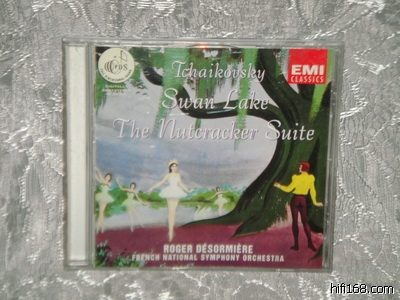 Tchaikovsky
Swan Lake
The Nutcracker Suite
EMI
CLASSICS
ROGER DÉSORMIÈRE
FRENCH NATIONAL SYMPHONY ORCHESTRA
hifi168.com